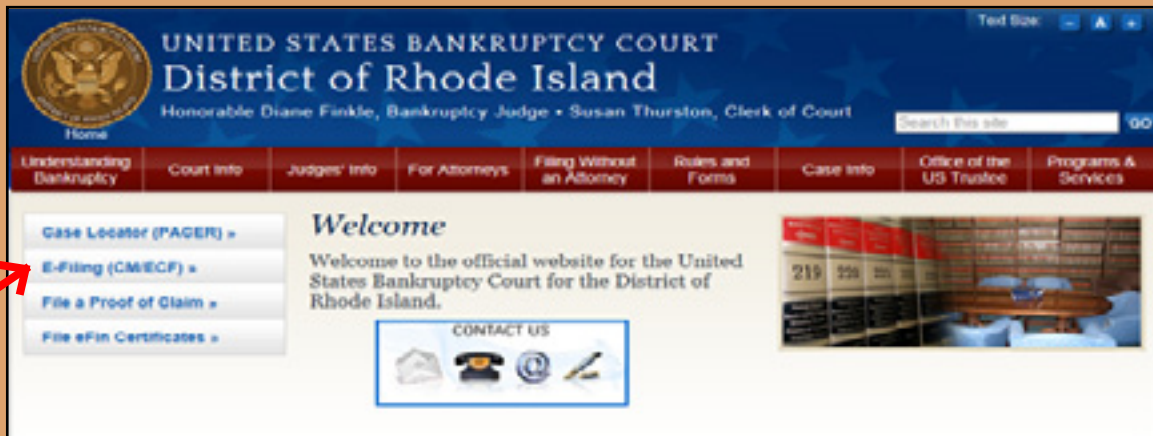 Text Size: - A +
UNITED STATES BANKRUPTCY COURT
District of Rhode Island
Honorable Diane Finkle, Bankruptcy Judge • Susan Thurston, Clerk of Court
Home
Search this site GO
Understanding Bankruptcy
Court Info
Judges' Info
For Attorneys
Filing Without an Attorney
Rules and Forms
Case Info
Office of the US Trustee
Programs & Services
Case Locator (PACER) »
E-Filing (CM/ECF) »
File a Proof of Claim »
File eFin Certificates »
Welcome
Welcome to the official website for the United
States Bankruptcy Court for the District of
Rhode Island.
CONTACT US
@
219
220